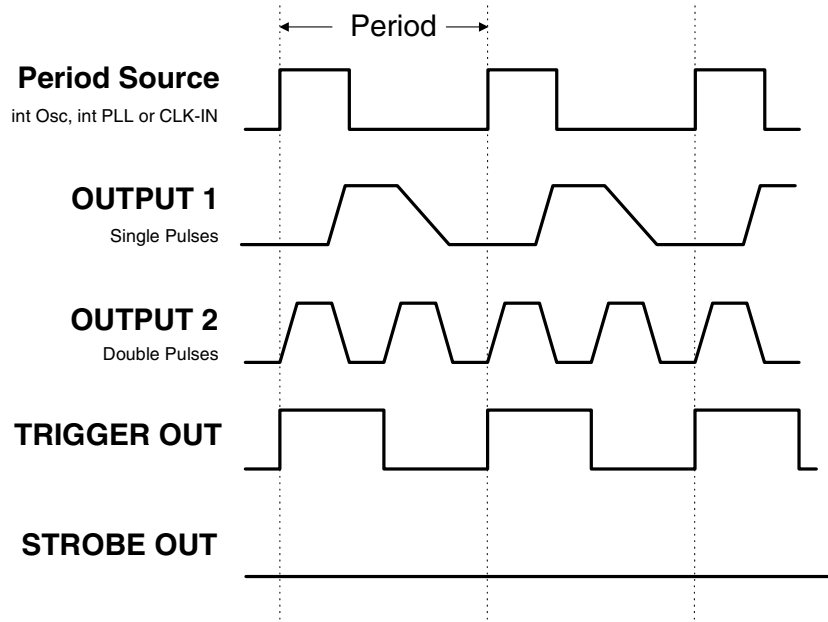 Period
Period Source
int Osc, int PLL or CLK-IN
OUTPUT 1
Single Pulses
OUTPUT 2
Double Pulses
TRIGGER OUT
STROBE OUT